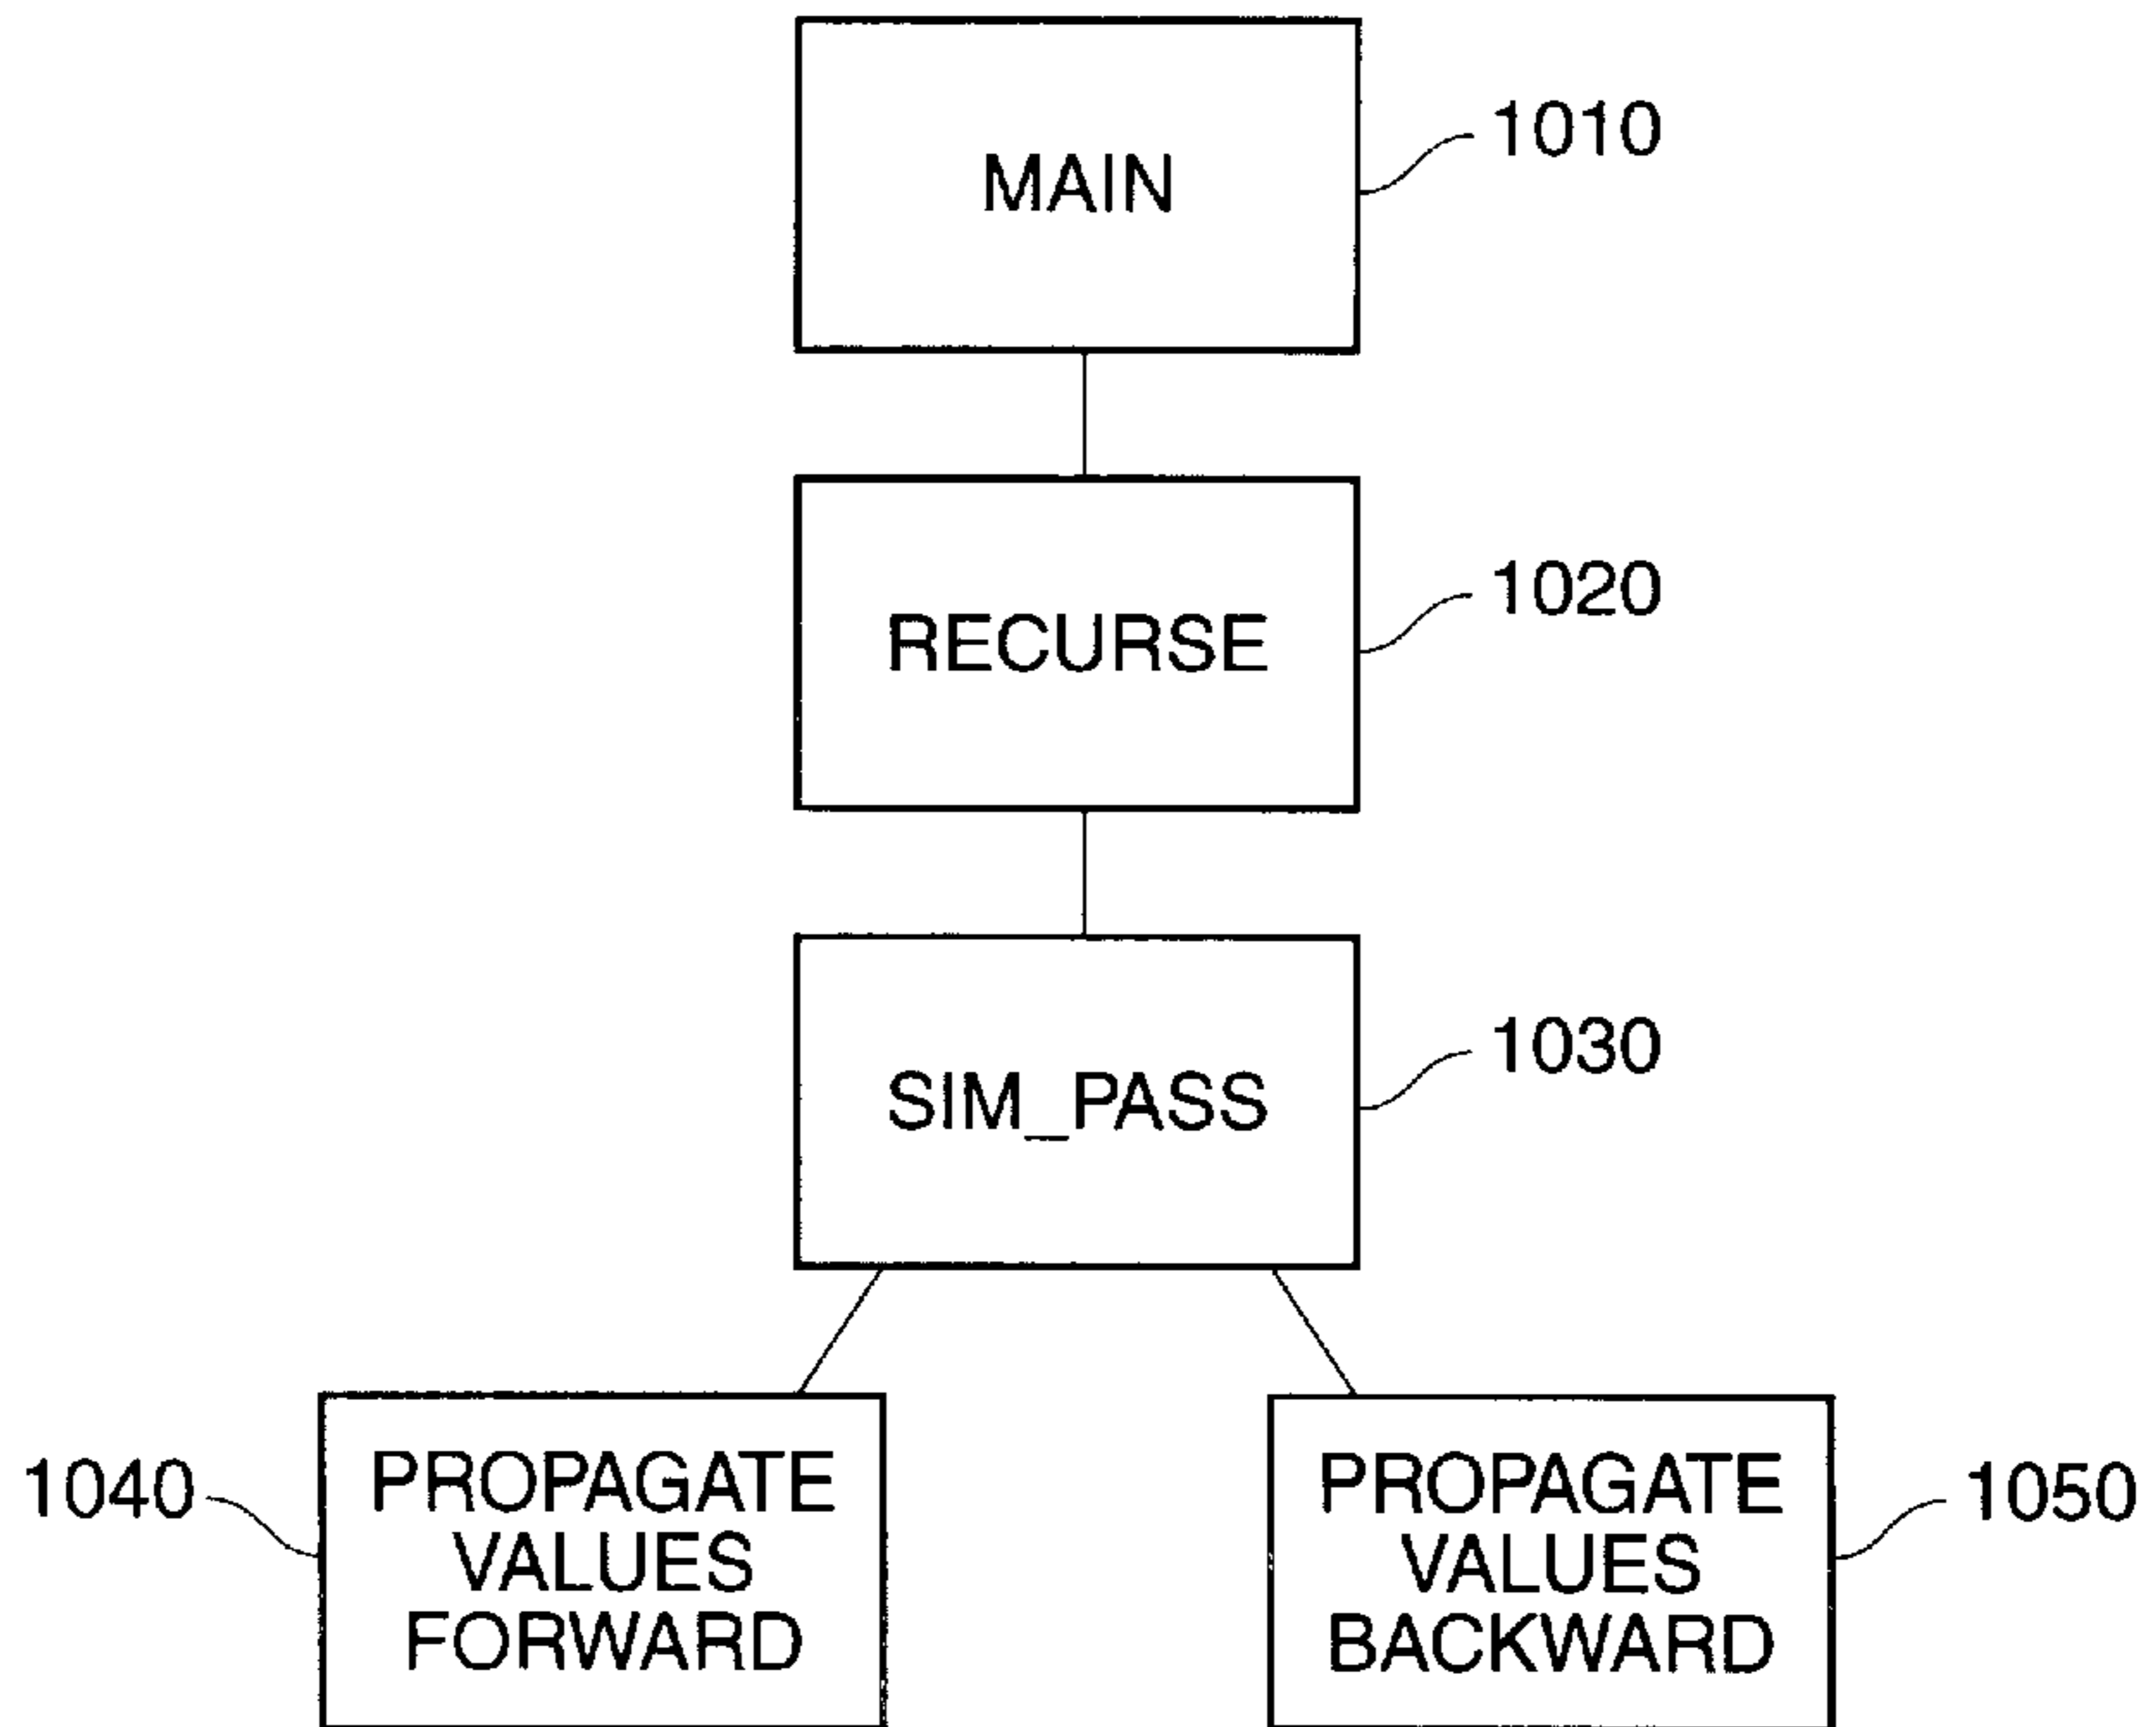 MAIN
1010
RECURSE
1020
SIM_PASS
1030
1040
PROPAGATE
VALUES
FORWARD
PROPAGATE
VALUES
BACKWARD
1050